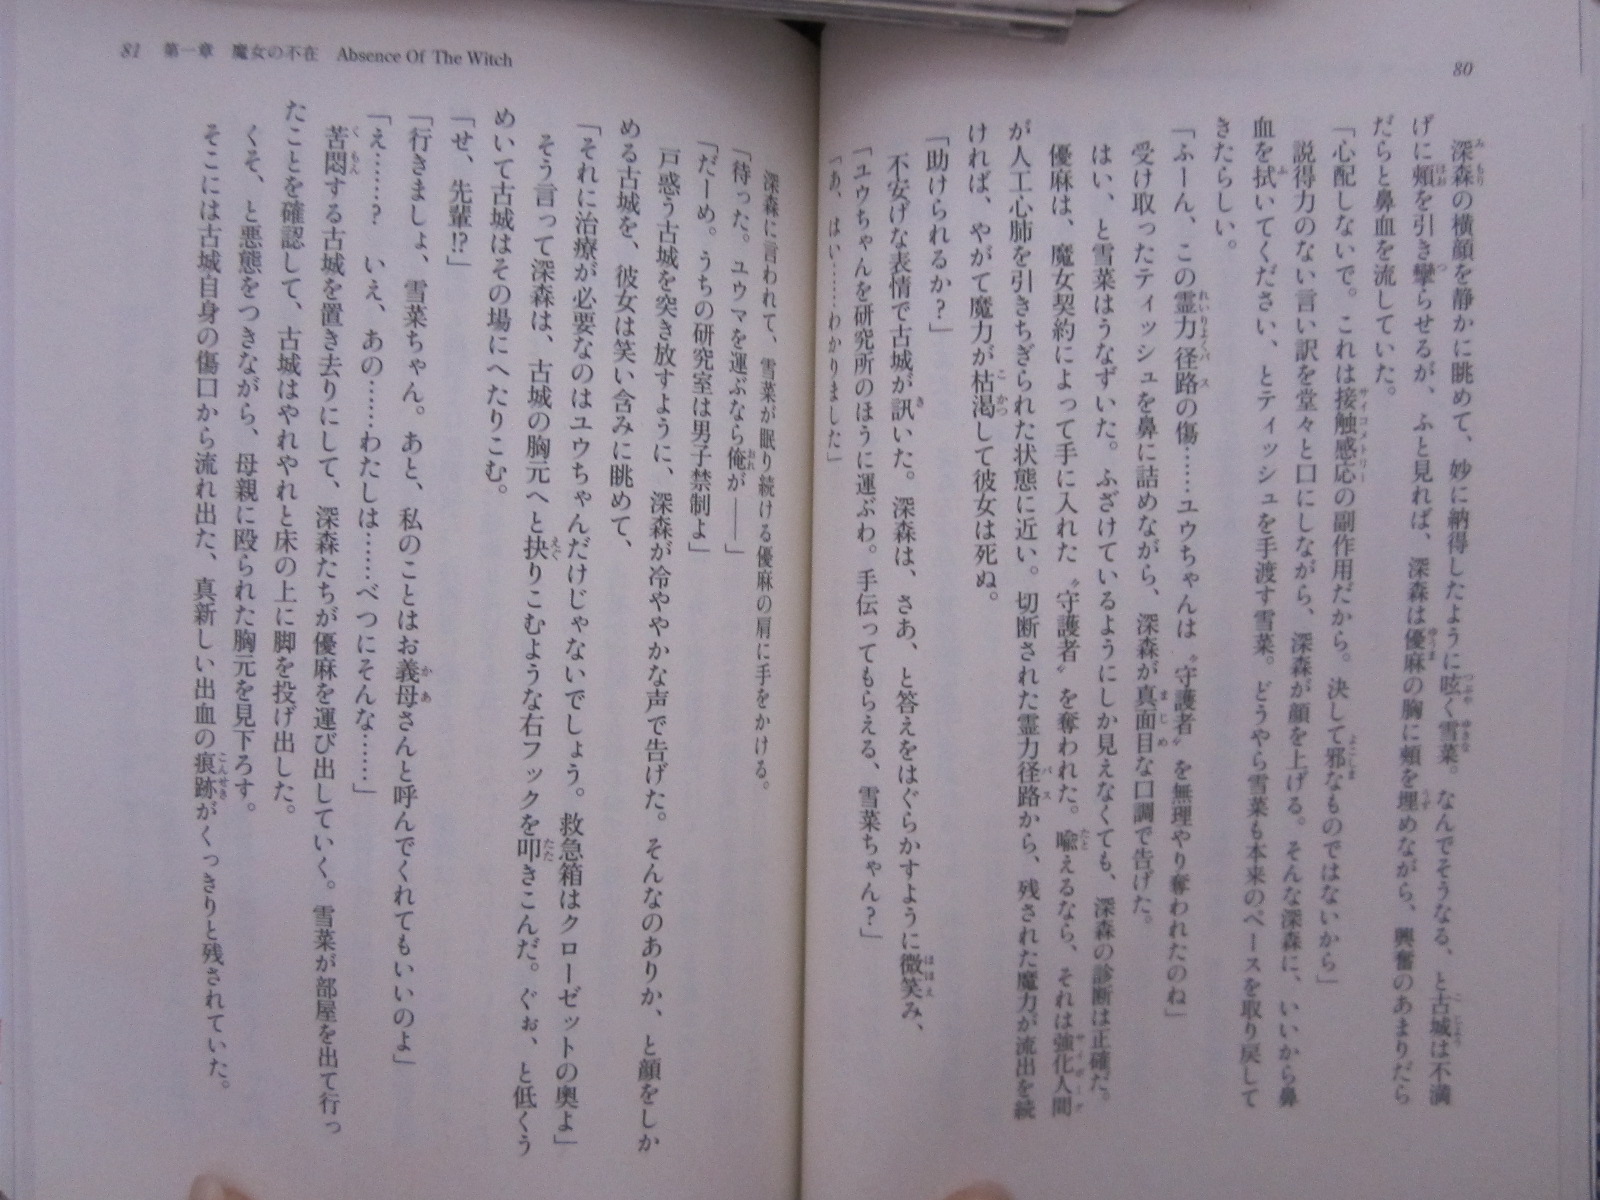 80
深森の横顔を静かに眺めて、妙に納得したように呟く雪菜。なんでそうなる、と古城は不満
げに頬を引き攣らせるが、ふと見れば、深森は優麻の胸に頬を埋めながら、興奮のあまりだら
だらと鼻血を流していた。
「心配しないで。これは接触感応の副作用だから。決して邪なものではないから」
説得力のない言い訳を堂々と口にしながら、深森が顔を上げる。そんな深森に、いいから鼻
血を拭いてください、とティッシュを手渡す雪菜。どうやら雪菜も本来のペースを取り戻して
きたらしい。
「ふーん、この霊力径路の傷……ユウちゃんは〝守護者〟を無理やり奪われたのね」
受け取ったティッシュを鼻に詰めながら、深森が真面目な口調で告げた。
はい、と雪菜はうなずいた。ふざけているようにしか見えなくても、深森の診断は正確だ。
優麻は、魔女契約によって手に入れた〝守護者〟を奪われた。喩えるなら、それは強化人間
が人工心肺を引きちぎられた状態に近い。切断された霊力径路から、残された魔力が流出を続
ければ、やがて魔力が枯渇して彼女は死ぬ。
「助けられるか？」
不安げな表情で古城が訊いた。深森は、さあ、と答えをはぐらかすように微笑み、
「ユウちゃんを研究所のほうに運ぶわ。手伝ってもらえる、雪菜ちゃん？」
「あ、はい……わかりました」
81 第一章 魔女の不在 Absence Of The Witch
深森に言われて、雪菜が眠り続ける優麻の肩に手をかける。
「待った。ユウマを運ぶなら俺が――」
「だーめ。うちの研究室は男子禁制よ」
戸惑う古城を突き放すように、深森が冷ややかな声で告げた。そんなのありか、と顔をしか
める古城を、彼女は笑い含みに眺めて、
「それに治療が必要なのはユウちゃんだけじゃないでしょう。救急箱はクローゼットの奥よ」
そう言って深森は、古城の胸元へと抉りこむような右フックを叩きこんだ。ぐお、と低くう
めいて古城はその場にへたりこむ。
「せ、先輩!?」
「行きましょ、雪菜ちゃん。あと、私のことはお義母さんと呼んでくれてもいいのよ」
「え……？　いえ、あの……わたしは……べつにそんな……」
苦悶する古城を置き去りにして、深森たちが優麻を運び出していく。雪菜が部屋を出て行っ
たことを確認して、古城はやれやれと床の上に脚を投げ出した。
くそ、と悪態をつきながら、母親に殴られた胸元を見下ろす。
そこには古城自身の傷口から流れ出た、真新しい出血の痕跡がくっきりと残されていた。